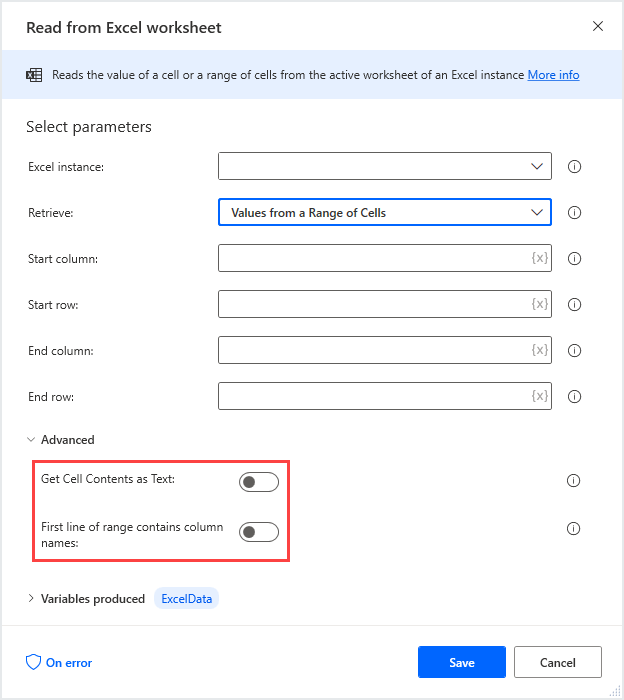 Read from Excel worksheet
Reads the value of a cell or a range of cells from the active worksheet of an Excel instance More info
Select parameters
Excel instance:
Retrieve:
Values from a Range of Cells
Start column:
{x}
Start row:
{x}
End column:
{x}
End row:
{x}
Advanced
Get Cell Contents as Text:
First line of range contains column
names:
Variables produced ExcelData
On error
Save
Cancel